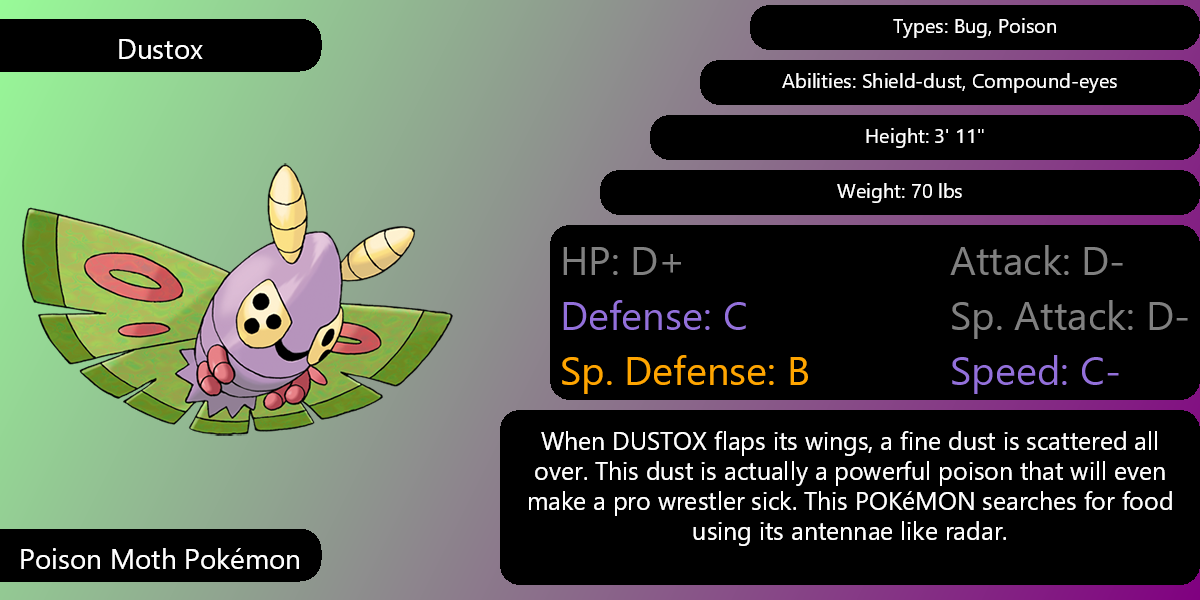 Dustox
Types: Bug, Poison
Abilities: Shield-dust, Compound-eyes
Height: 3' 11"
Weight: 70 lbs
HP: D+
Attack: D-
Defense: C
Sp. Attack: D-
Sp. Defense: B
Speed: C-
When DUSTOX flaps its wings, a fine dust is scattered all
over. This dust is actually a powerful poison that will even
make a pro wrestler sick. This POKéMON searches for food
using its antennae like radar.
Poison Moth Pokémon